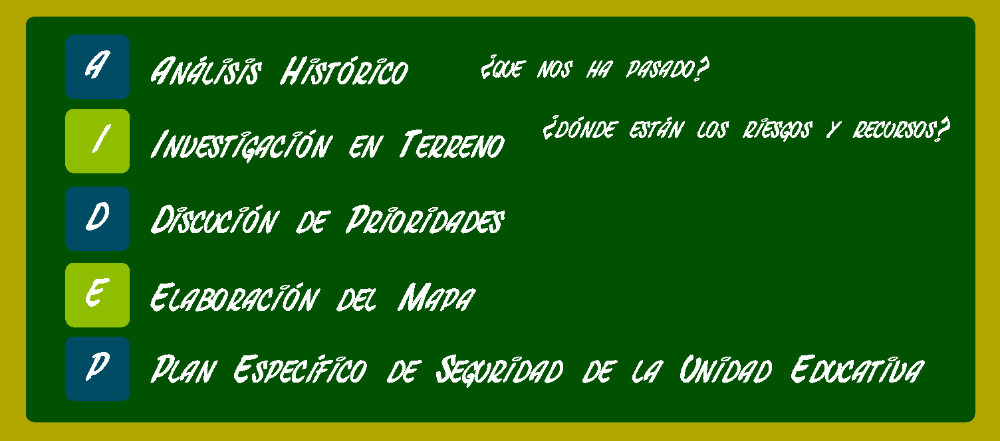 A Análisis Histórico ¿que nos ha pasado?
I Investigación en Terreno ¿dónde están los riesgos y recursos?
D Discución de Prioridades
E Elaboración del Mapa
P Plan Específico de Seguridad de la Unidad Educativa